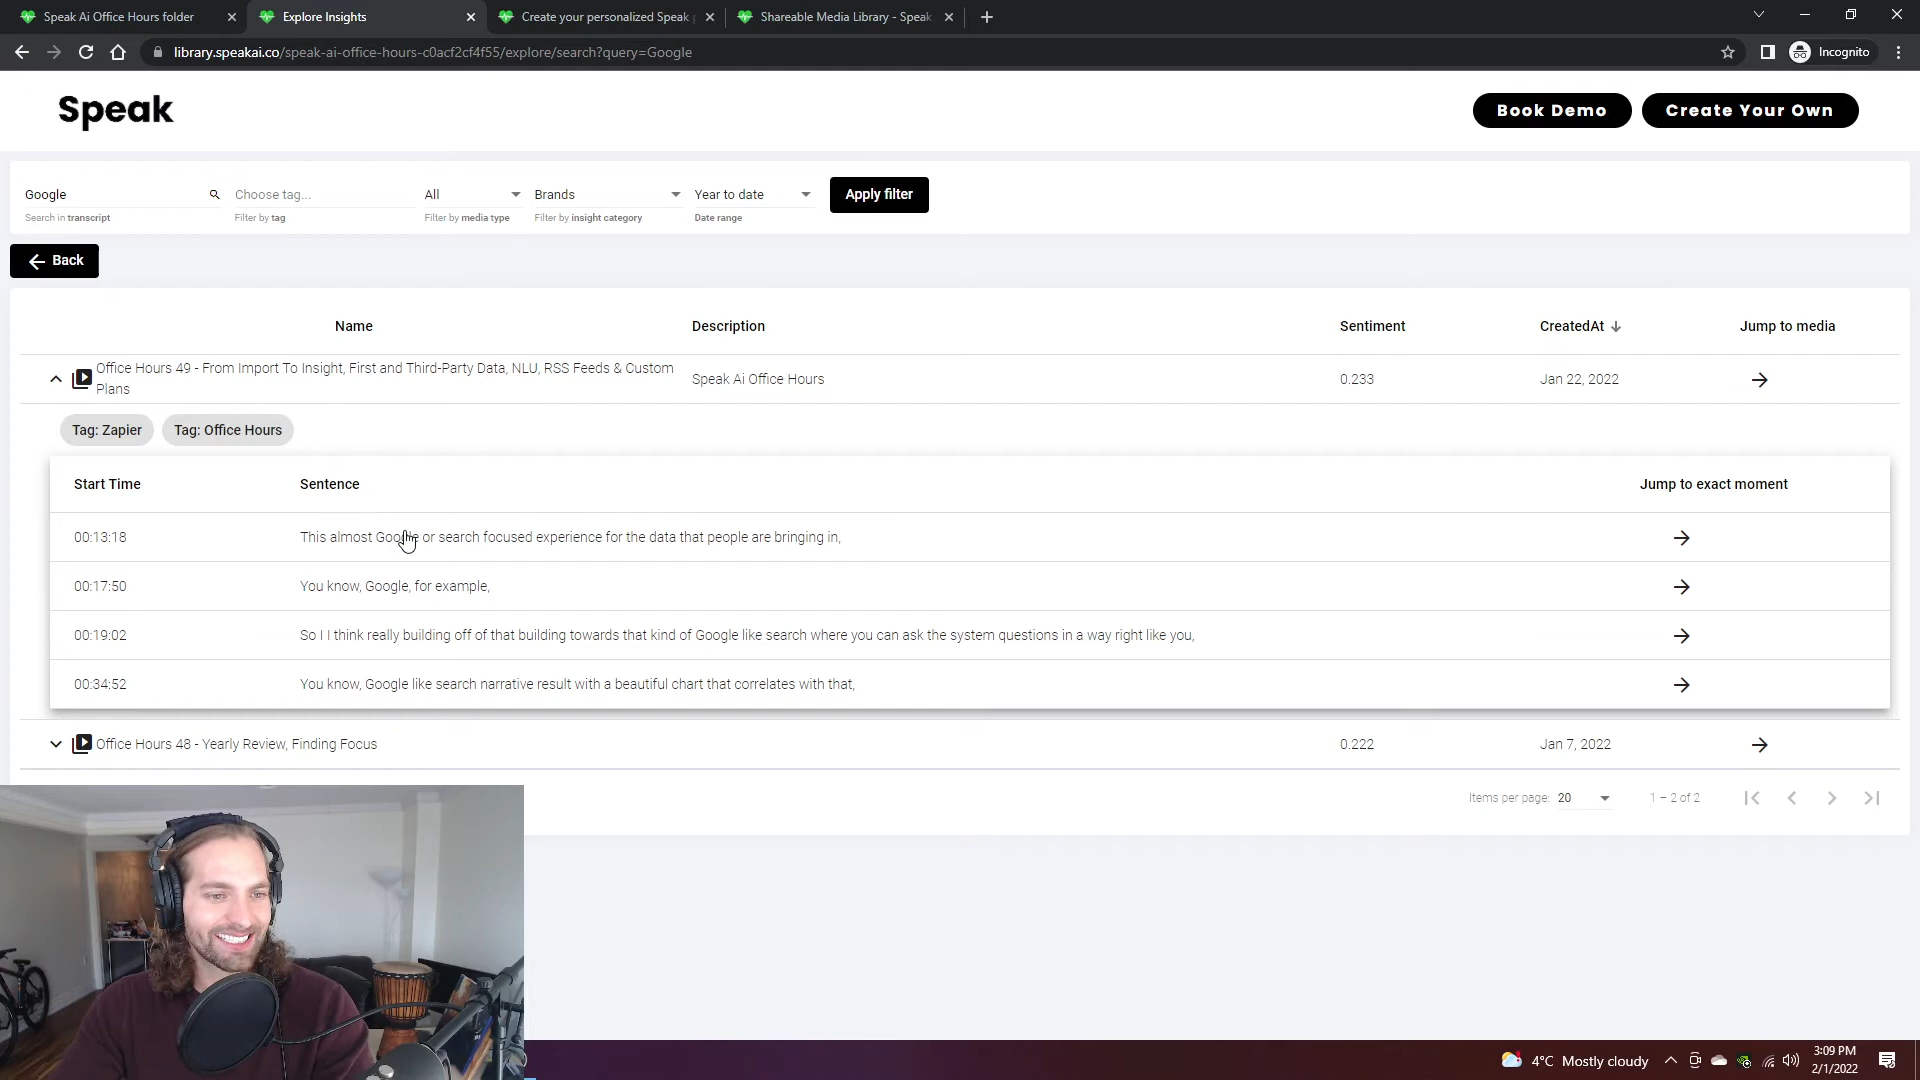 Speak Ai Office Hours folder
Explore Insights
Create your personalized Speak
Shareable Media Library - Speak
library.speakai.co/speak-ai-office-hours-c0acf2cf4f55/explore/search?query=Google
Incognito
Speak
Book Demo
Create Your Own
Google
Choose tag...
All
Brands
Year to date
Apply filter
Search in transcript
Filter by tag
Filter by media type
Filter by insight category
Date range
Back
Name
Description
Sentiment
CreatedAt
Jump to media
Office Hours 49 - From Import To Insight, First and Third-Party Data, NLU, RSS Feeds & Custom
Plans
Speak Ai Office Hours
0.233
Jan 22, 2022
Tag: Zapier
Tag: Office Hours
Start Time
Sentence
Jump to exact moment
00:13:18
This almost Google or search focused experience for the data that people are bringing in,
00:17:50
You know, Google, for example,
00:19:02
So I I think really building off of that building towards that kind of Google like search where you can ask the system questions in a way right like you,
00:34:52
You know, Google like search narrative result with a beautiful chart that correlates with that,
Office Hours 48 - Yearly Review, Finding Focus
0.222
Jan 7, 2022
Items per page: 20
1 – 2 of 2
4°C Mostly cloudy
3:09 PM
2/1/2022